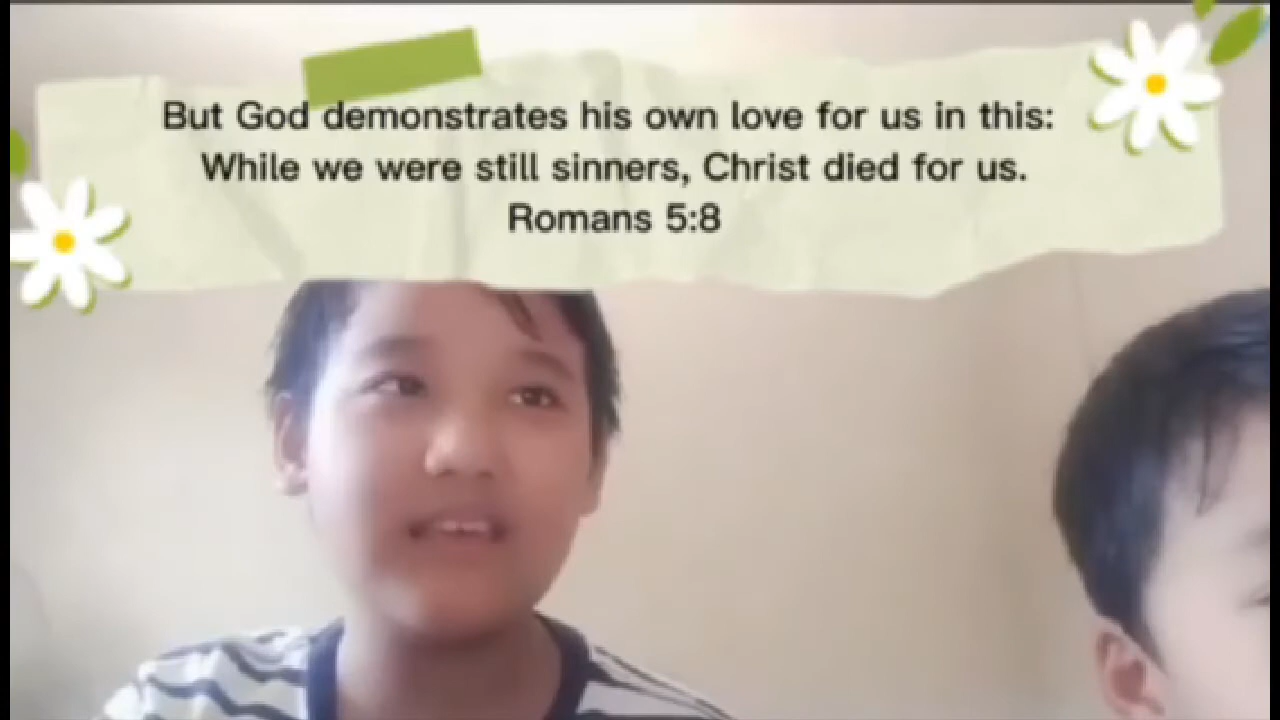 But God demonstrates his own love for us in this:
While we were still sinners, Christ died for us.
Romans 5:8